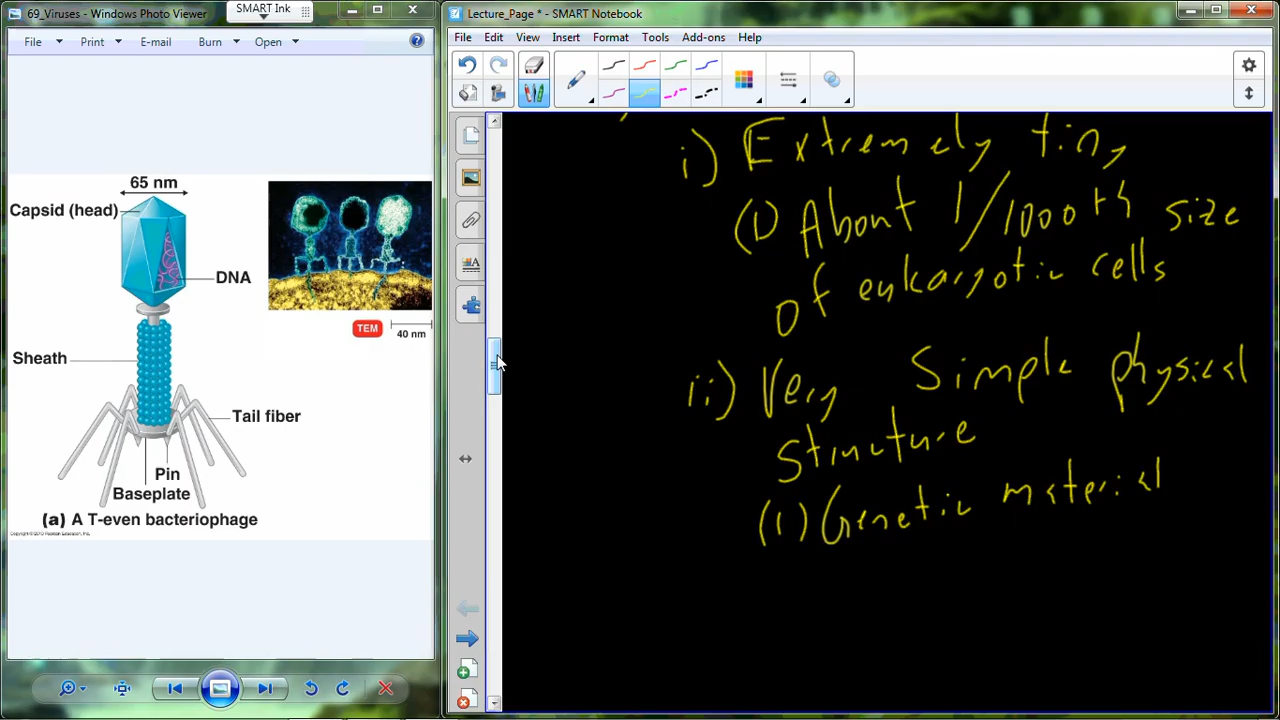 69_Viruses - Windows Photo Viewer
SMART Ink
File Print E-mail Burn Open
65 nm
Capsid (head)
DNA
TEM
40 nm
Sheath
Tail fiber
Pin
Baseplate
(a) A T-even bacteriophage
Lecture_Page * - SMART Notebook
File Edit View Insert Format Tools Add-ons Help
i) Extremely tiny
(1) About 1/1000th size
of eukaryotic cells
ii) Very Simple physical
structure
(1) Genetic material